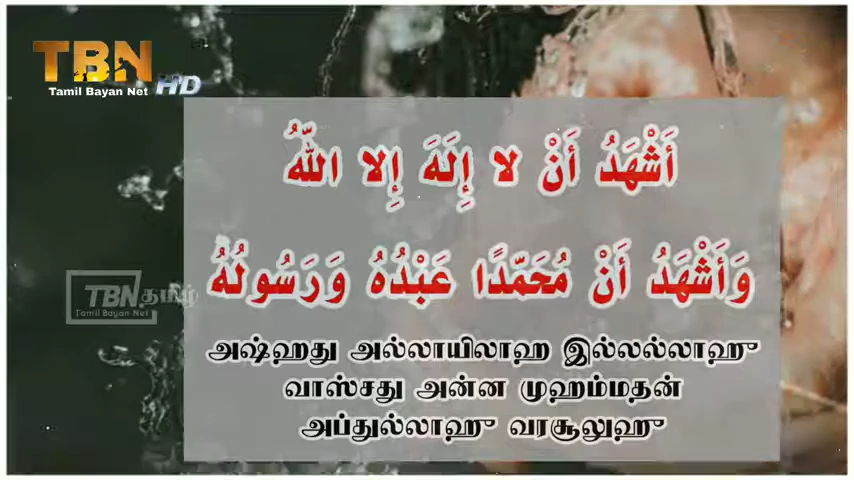 TBN HD
Tamil Bayan Net
أَشْهَدُ أَنْ لا إِلَهَ إِلا اللَّهُ
وَأَشْهَدُ أَنْ مُحَمَّدًا عَبْدُهُ وَرَسُولُهُ
TBN தமிழ்
Tamil Bayan Net
அஷ்ஹது அல்லாயிலாஹ இல்லல்லாஹு
வாஸ்சது அன்ன முஹம்மதன்
அப்துல்லாஹு வரசூலுஹு